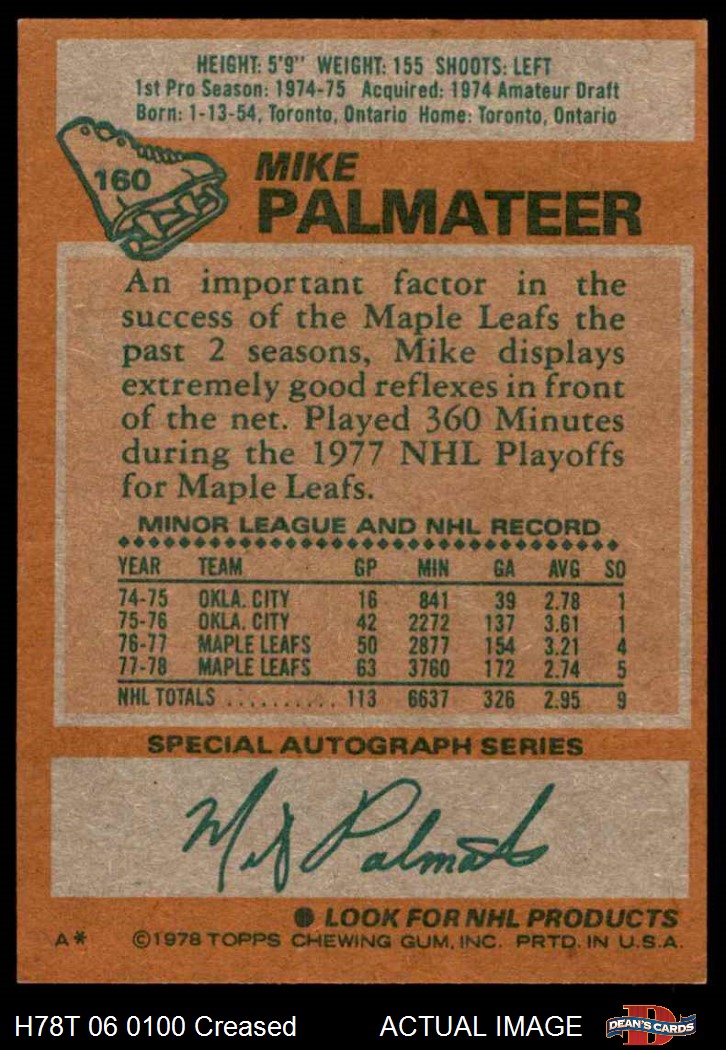 HEIGHT: 5'9" WEIGHT: 155 SHOOTS: LEFT
1st Pro Season: 1974-75 Acquired: 1974 Amateur Draft
Born: 1-13-54, Toronto, Ontario Home: Toronto, Ontario
160
MIKE
PALMATEER
An important factor in the
success of the Maple Leafs the
past 2 seasons, Mike displays
extremely good reflexes in front
of the net. Played 360 Minutes
during the 1977 NHL Playoffs
for Maple Leafs.
MINOR LEAGUE AND NHL RECORD
YEAR TEAM GP MIN GA AVG SO
74-75 OKLA. CITY 16 841 39 2.78 1
75-76 OKLA. CITY 42 2272 137 3.61 1
76-77 MAPLE LEAFS 50 2877 154 3.21 4
77-78 MAPLE LEAFS 63 3760 172 2.74 5
NHL TOTALS .......... 113 6637 326 2.95 9
SPECIAL AUTOGRAPH SERIES
Mike Palmateer
LOOK FOR NHL PRODUCTS
A* ©1978 TOPPS CHEWING GUM, INC. PRTD. IN U.S.A.
H78T 06 0100 Creased ACTUAL IMAGE DEAN'S CARDS